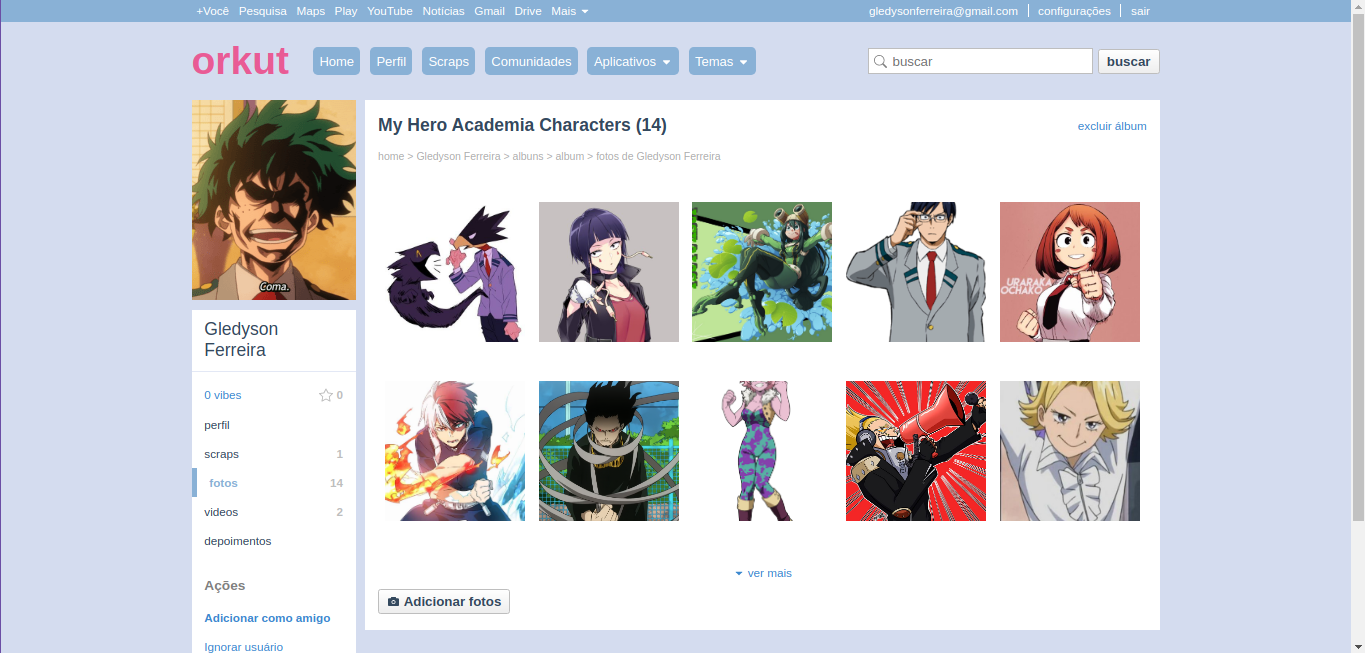 +Você Pesquisa Maps Play YouTube Notícias Gmail Drive Mais
gledysonferreira@gmail.com configurações sair
orkut
Home Perfil Scraps Comunidades Aplicativos Temas
buscar buscar
My Hero Academia Characters (14)
excluir álbum
home > Gledyson Ferreira > albuns > album > fotos de Gledyson Ferreira
Coma.
URARAKA
OCHAKO
Gledyson
Ferreira
0 vibes 0
perfil
scraps 1
fotos 14
videos 2
depoimentos
Ações
Adicionar como amigo
Ignorar usuário
ver mais
Adicionar fotos